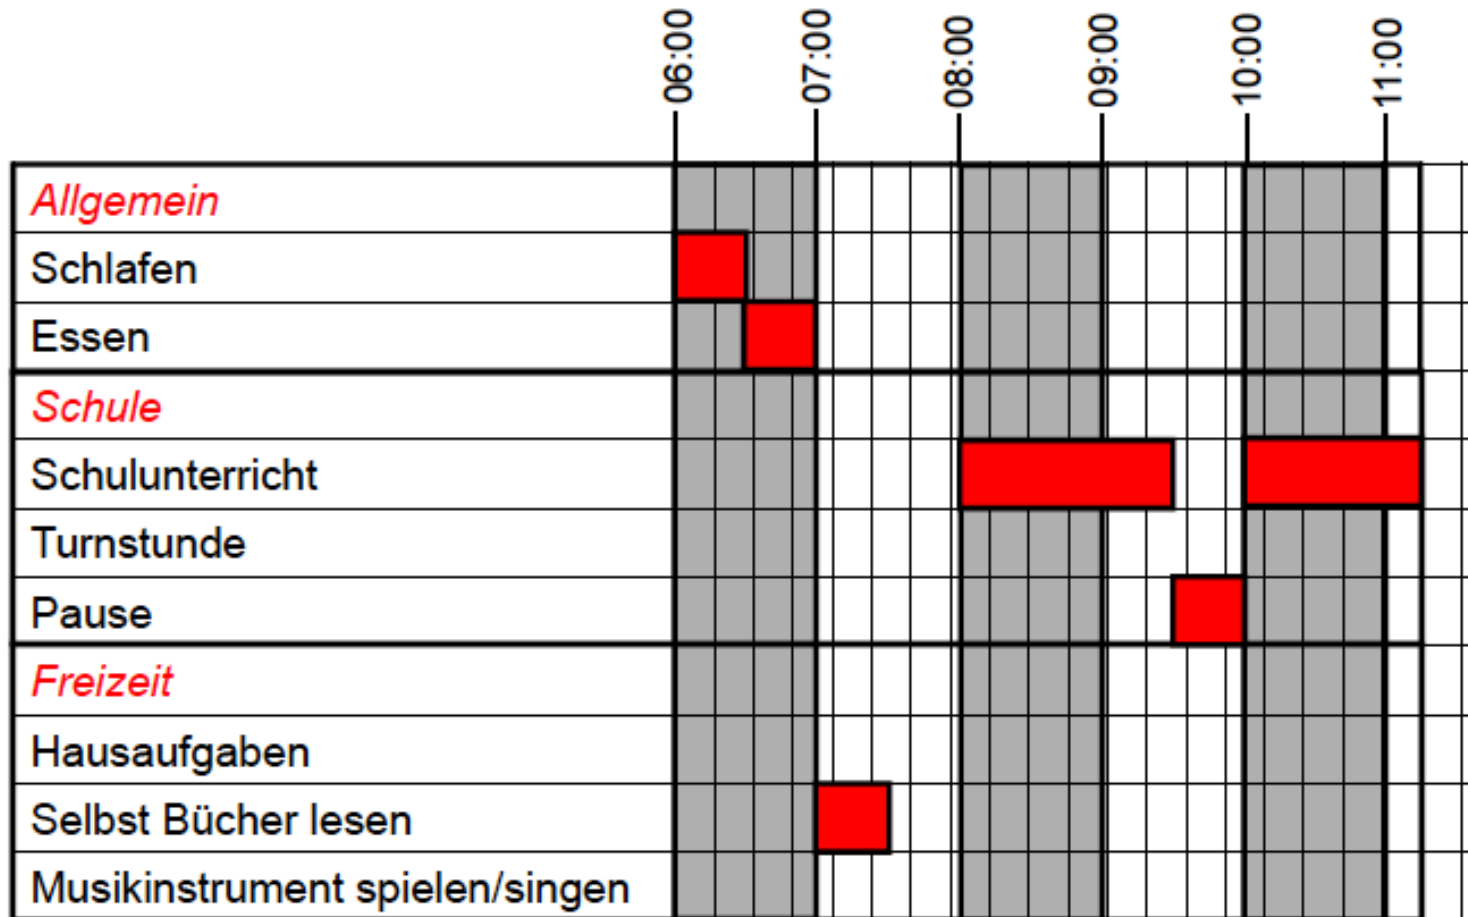 06:00
07:00
08:00
09:00
10:00
11:00
Allgemein
Schlafen
Essen
Schule
Schulunterricht
Turnstunde
Pause
Freizeit
Hausaufgaben
Selbst Bücher lesen
Musikinstrument spielen/singen